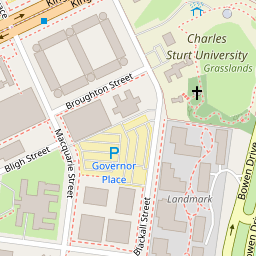 Charles
Sturt University
Grasslands
Broughton Street
Macquarie Street
Bligh Street
P
Governor
Place
Landmark
Blackall Street
Bowen Drive